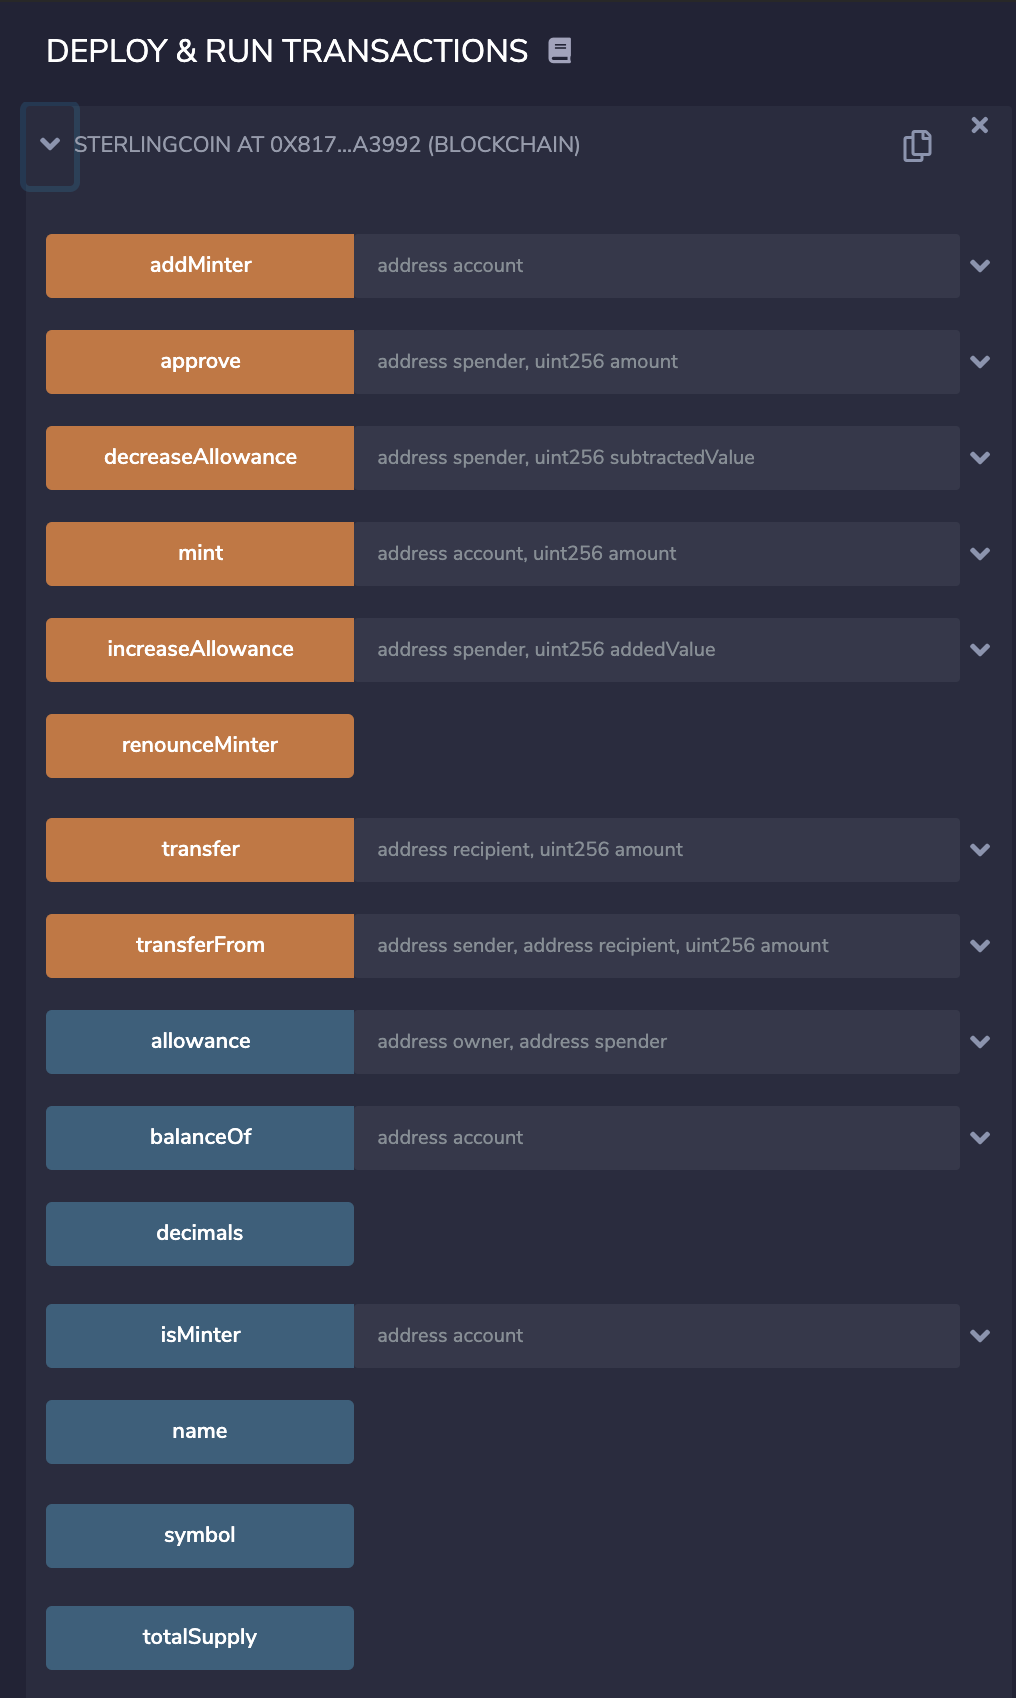 DEPLOY & RUN TRANSACTIONS
STERLINGCOIN AT 0X817...A3992 (BLOCKCHAIN)
addMinter address account
approve address spender, uint256 amount
decreaseAllowance address spender, uint256 subtractedValue
mint address account, uint256 amount
increaseAllowance address spender, uint256 addedValue
renounceMinter
transfer address recipient, uint256 amount
transferFrom address sender, address recipient, uint256 amount
allowance address owner, address spender
balanceOf address account
decimals
isMinter address account
name
symbol
totalSupply